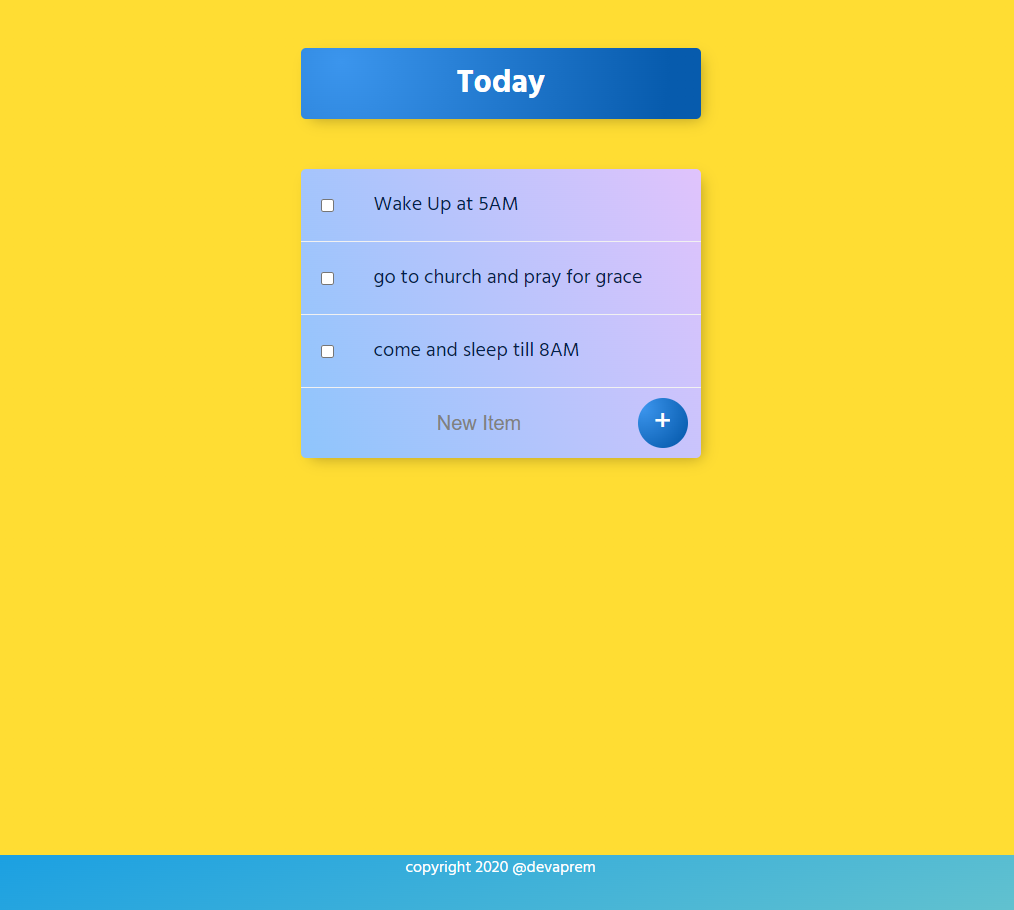 Today
Wake Up at 5AM
go to church and pray for grace
come and sleep till 8AM
New Item
+
copyright 2020 @devaprem